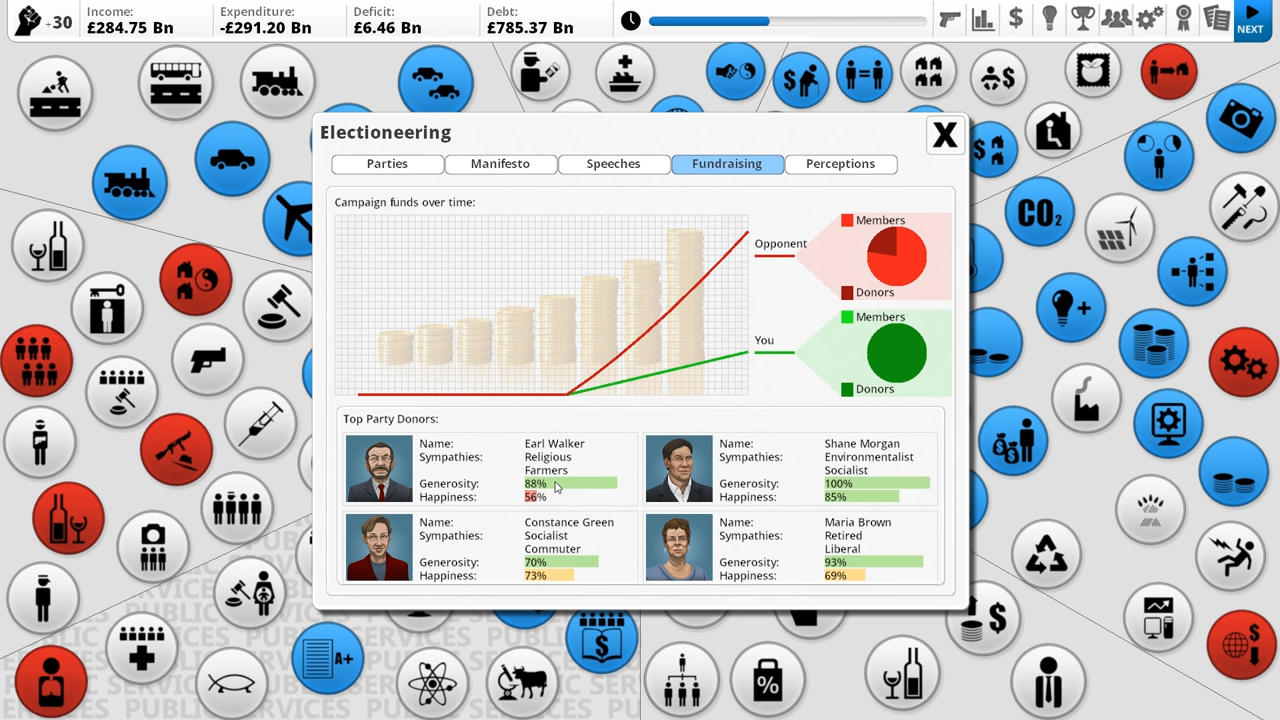 +30
Income:
£284.75 Bn
Expenditure:
-£291.20 Bn
Deficit:
£6.46 Bn
Debt:
£785.37 Bn
$
NEXT
Electioneering
X
Parties
Manifesto
Speeches
Fundraising
Perceptions
Campaign funds over time:
Opponent
Members
Donors
You
Members
Donors
Top Party Donors:
Name: Earl Walker
Sympathies: Religious
Farmers
Generosity: 88%
Happiness: 56%
Name: Shane Morgan
Sympathies: Environmentalist
Socialist
Generosity: 100%
Happiness: 85%
Name: Constance Green
Sympathies: Socialist
Commuter
Generosity: 70%
Happiness: 73%
Name: Maria Brown
Sympathies: Retired
Liberal
Generosity: 93%
Happiness: 69%
CO2
A+
PUBLIC SERVICES